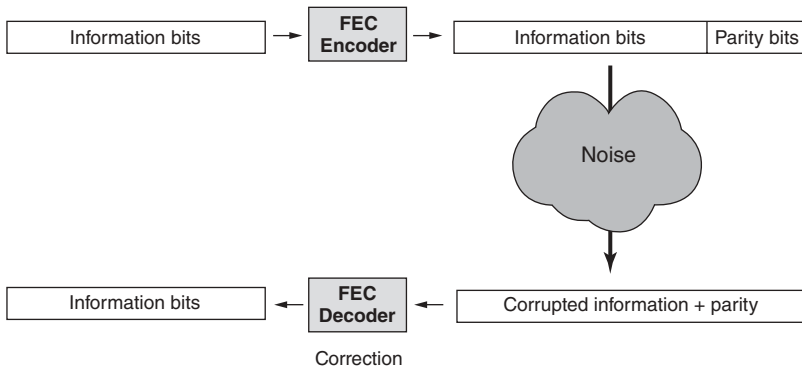 Information bits
FEC
Encoder
Information bits
Parity bits
Noise
Information bits
FEC
Decoder
Corrupted information + parity
Correction